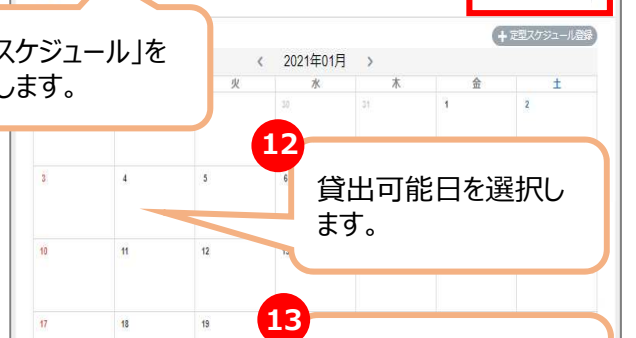 + 定型スケジュール登録
スケジュール」を
します。
< 2021年01月 >
火 水 木 金 土
30 31 1 2
12
3 4 5 6
貸出可能日を選択し
ます。
10 11 12 13
13
17 18 19